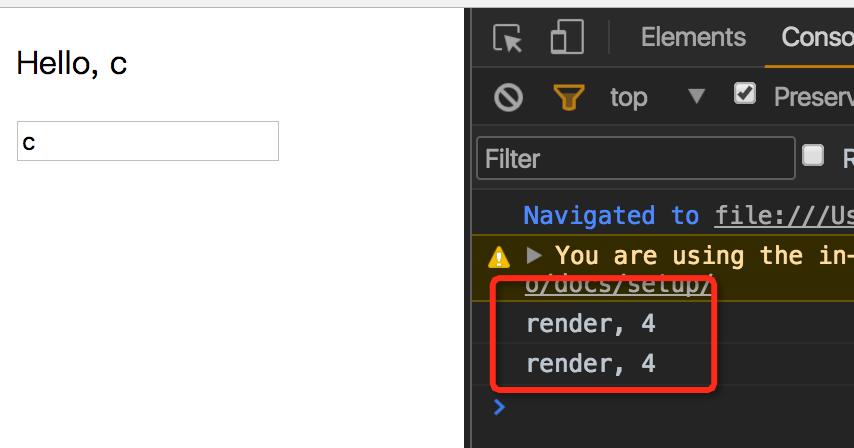 Hello, c
c
Elements Conso
top Preserv
Filter R
Navigated to file:///Us
You are using the in-
o/docs/setup/
render, 4
render, 4